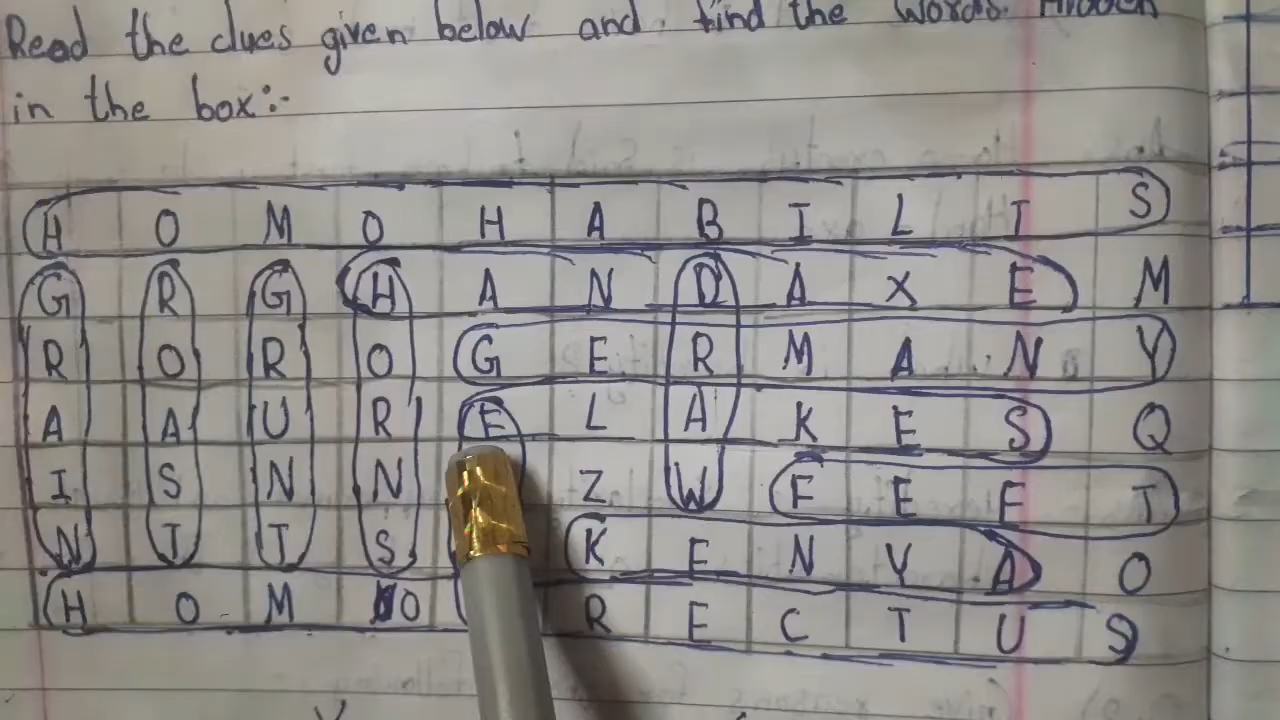 Read the clues given below and find the words Hidden
in the box:-
H O M O H A B I L I S
G R G H A N D A X E M
R O R O G E R M A N Y
A A U R E L A K E S Q
I S N N Z W F E E T
N T T S K E N Y A O
H O M O R E C T U S